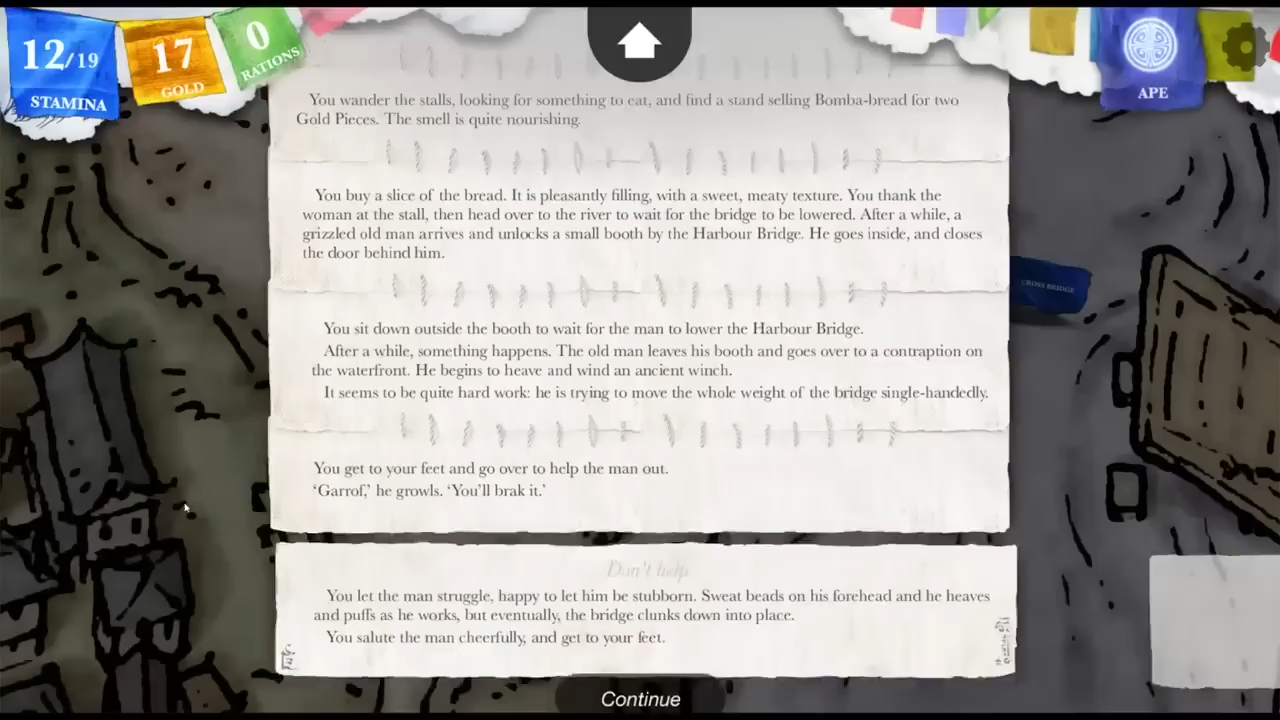 12/19
STAMINA
17
GOLD
0
RATIONS
APE
You wander the stalls, looking for something to eat, and find a stand selling Bomba-bread for two
Gold Pieces. The smell is quite nourishing.
You buy a slice of the bread. It is pleasantly filling, with a sweet, meaty texture. You thank the
woman at the stall, then head over to the river to wait for the bridge to be lowered. After a while, a
grizzled old man arrives and unlocks a small booth by the Harbour Bridge. He goes inside, and closes
the door behind him.
CROSS BRIDGE
You sit down outside the booth to wait for the man to lower the Harbour Bridge.
After a while, something happens. The old man leaves his booth and goes over to a contraption on
the waterfront. He begins to heave and wind an ancient winch.
It seems to be quite hard work: he is trying to move the whole weight of the bridge single-handedly.
You get to your feet and go over to help the man out.
‘Garrof,’ he growls. ‘You’ll brak it.’
Don't help
You let the man struggle, happy to let him be stubborn. Sweat beads on his forehead and he heaves
and puffs as he works, but eventually, the bridge clunks down into place.
You salute the man cheerfully, and get to your feet.
Continue